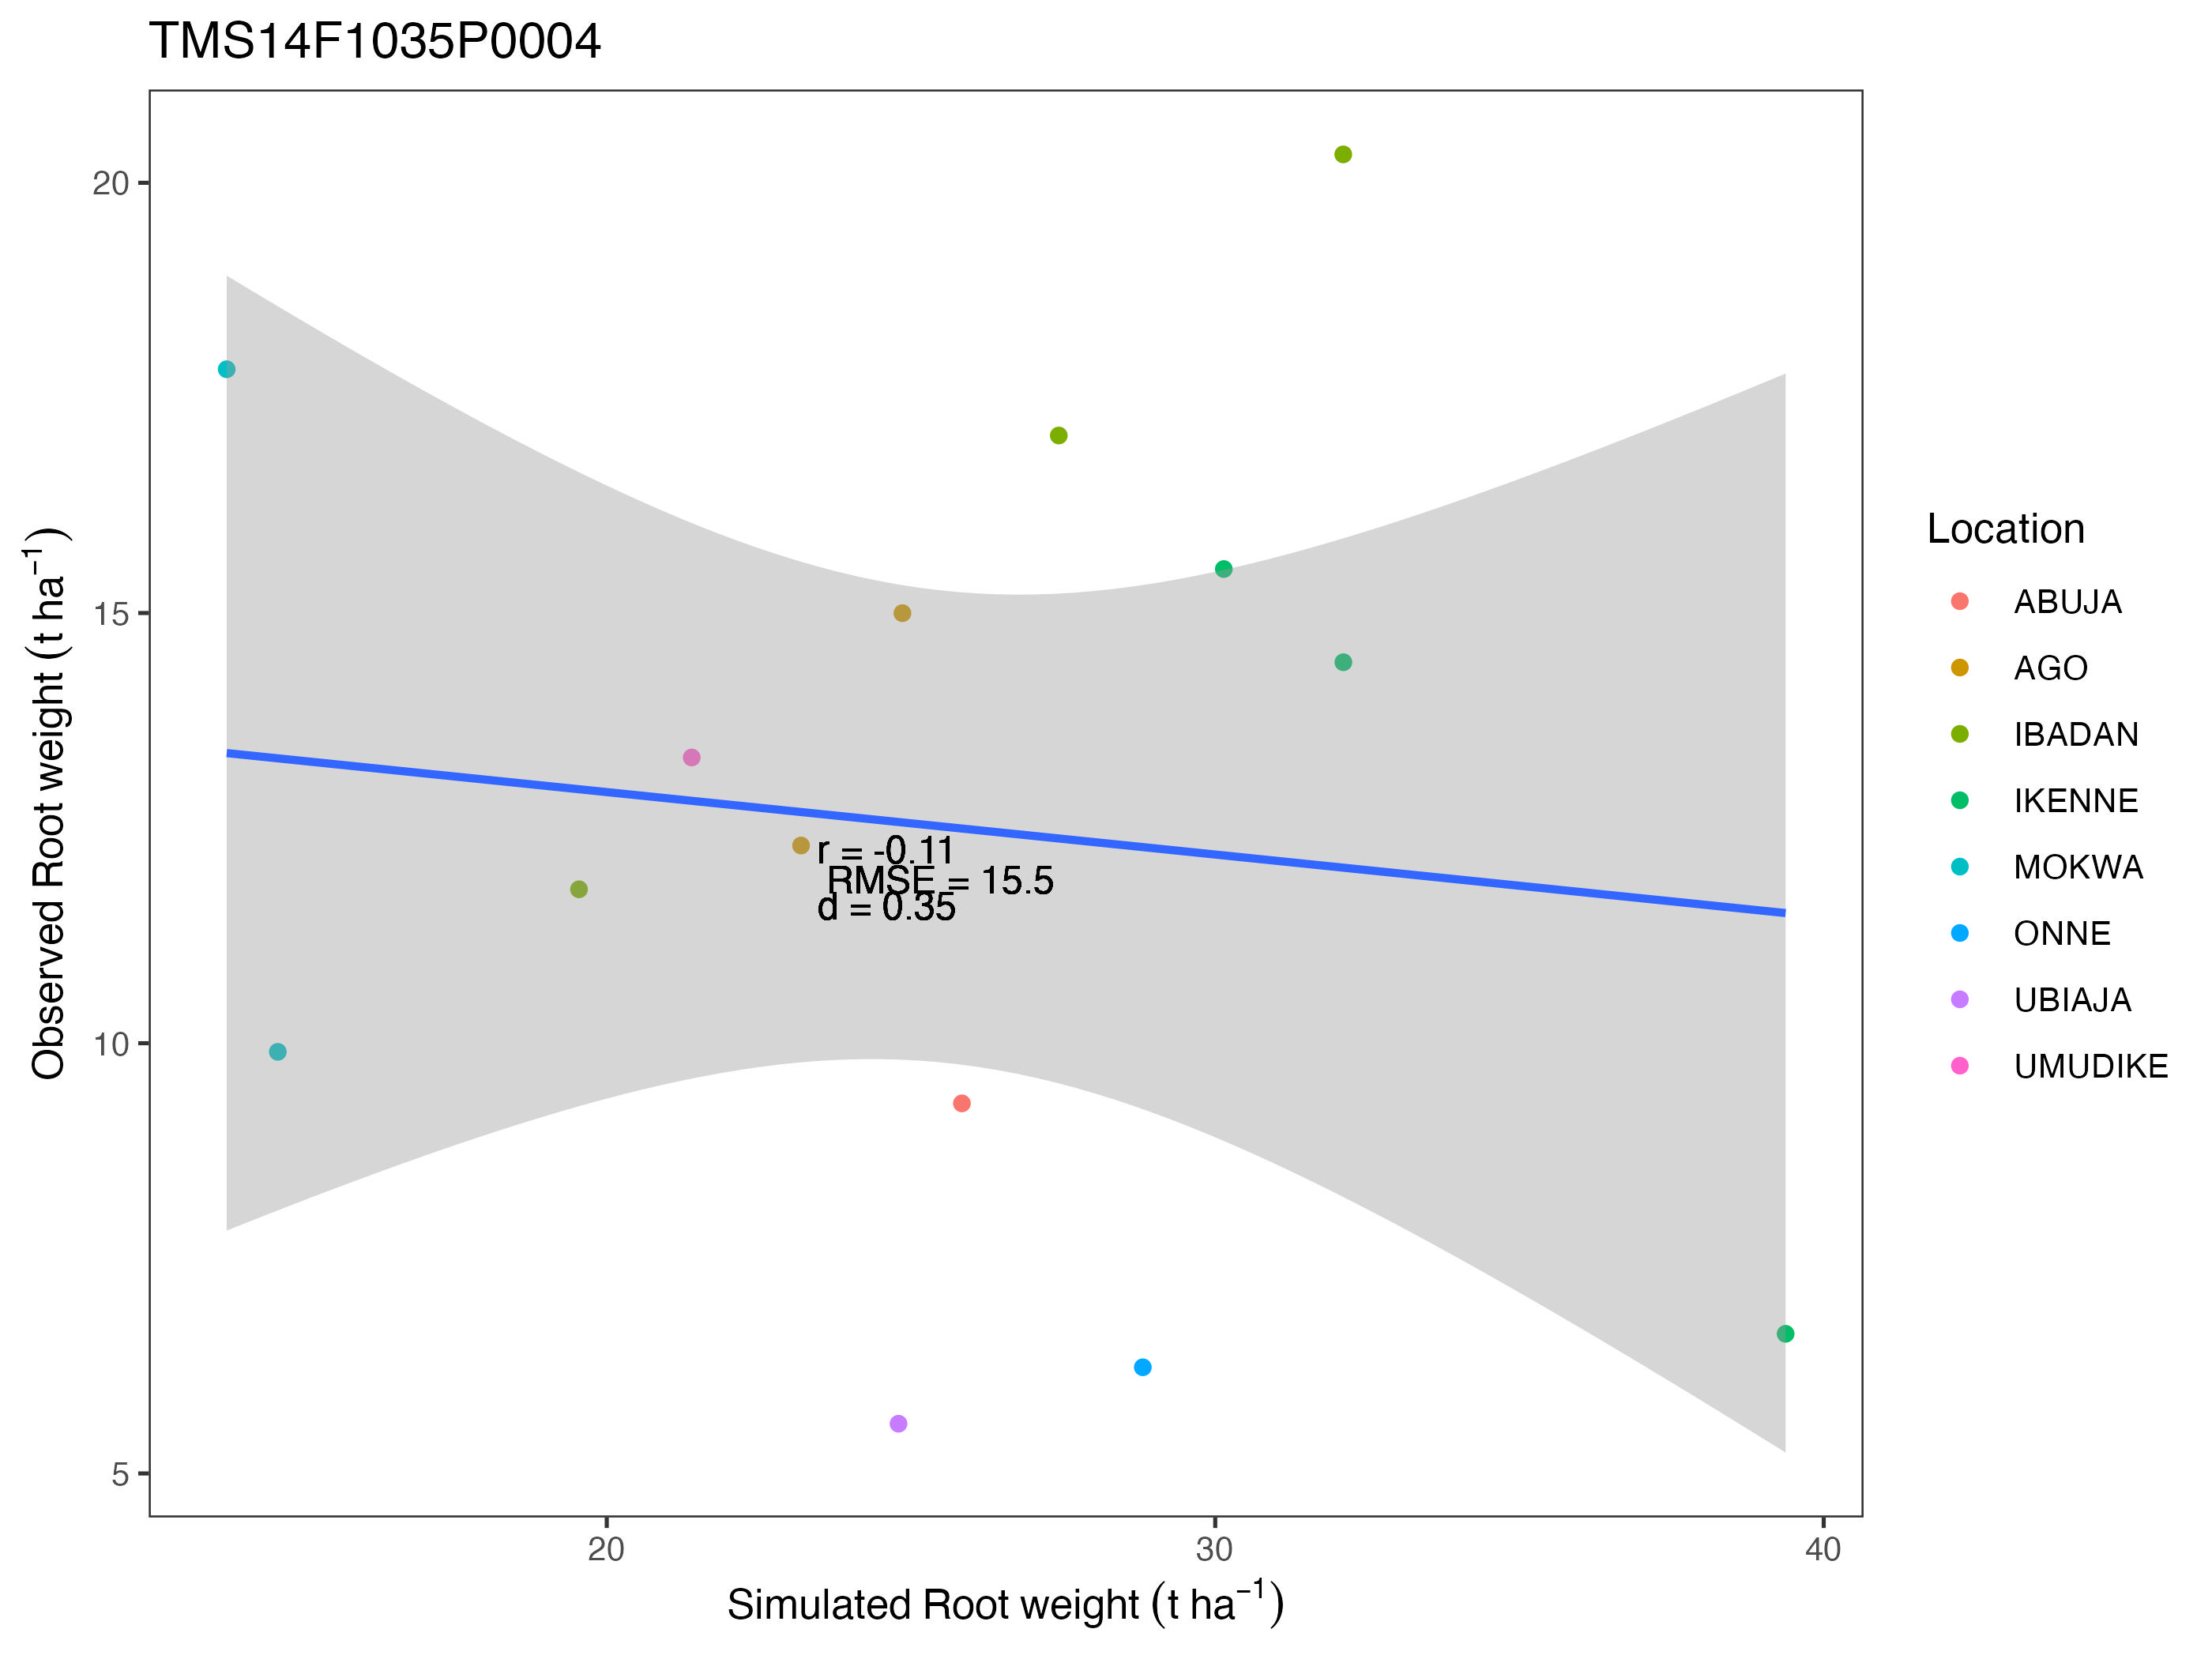 TMS14F1035P0004
Observed Root weight (t ha−1)
20
15
10
5
r = -0.11
RMSE = 15.5
d = 0.35
20 30 40
Simulated Root weight (t ha−1)
Location
ABUJA
AGO
IBADAN
IKENNE
MOKWA
ONNE
UBIAJA
UMUDIKE